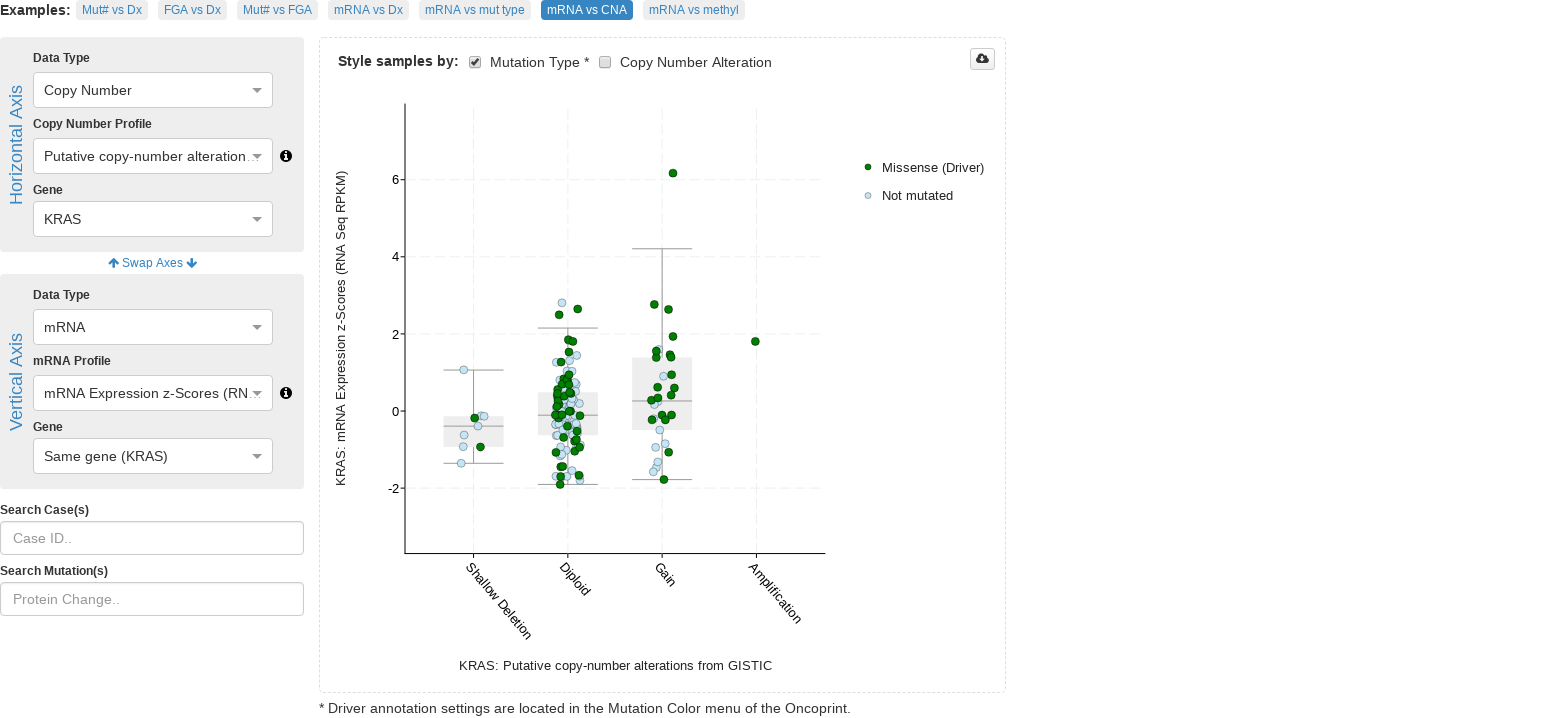 Examples: Mut# vs Dx FGA vs Dx Mut# vs FGA mRNA vs Dx mRNA vs mut type mRNA vs CNA mRNA vs methyl
Horizontal Axis
Data Type
Copy Number
Copy Number Profile
Putative copy-number alteration...
Gene
KRAS
Swap Axes
Vertical Axis
Data Type
mRNA
mRNA Profile
mRNA Expression z-Scores (RN...
Gene
Same gene (KRAS)
Search Case(s)
Case ID..
Search Mutation(s)
Protein Change..
Style samples by: Mutation Type * Copy Number Alteration
KRAS: mRNA Expression z-Scores (RNA Seq RPKM)
6
4
2
0
-2
Missense (Driver)
Not mutated
Shallow Deletion
Diploid
Gain
Amplification
KRAS: Putative copy-number alterations from GISTIC
* Driver annotation settings are located in the Mutation Color menu of the Oncoprint.